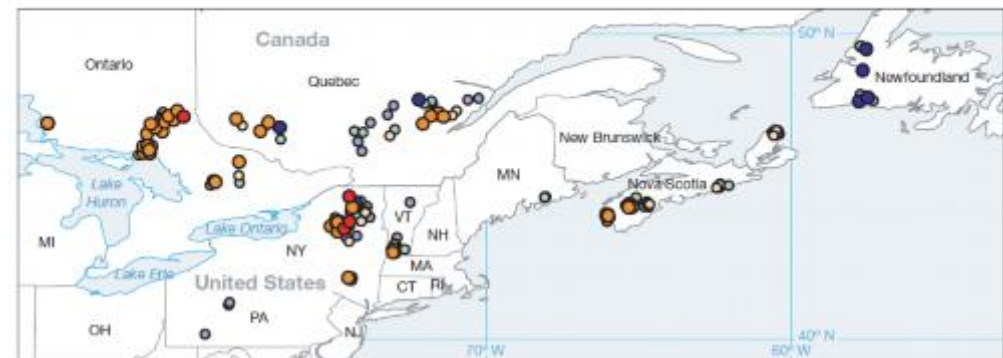 Canada
50° N
Ontario
Quebec
Newfoundland
New Brunswick
MN
Nova Scotia
Lake
Huron
Lake Ontario
VT
NH
MI
NY
MA
Lake Erie
United States
CT
RI
PA
OH
NJ
40° N
70° W
60° W